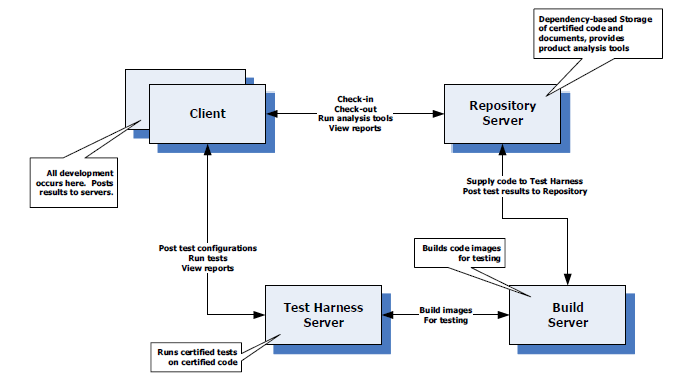 Dependency-based Storage
of certified code and
documents, provides
product analysis tools
Client
Check-in
Check-out
Run analysis tools
View reports
Repository
Server
All development
occurs here.  Posts
results to servers.
Supply code to Test Harness
Post test results to Repository
Post test configurations
Run tests
View reports
Builds code images
for testing
Test Harness
Server
Build images
For testing
Build
Server
Runs certified tests
on certified code